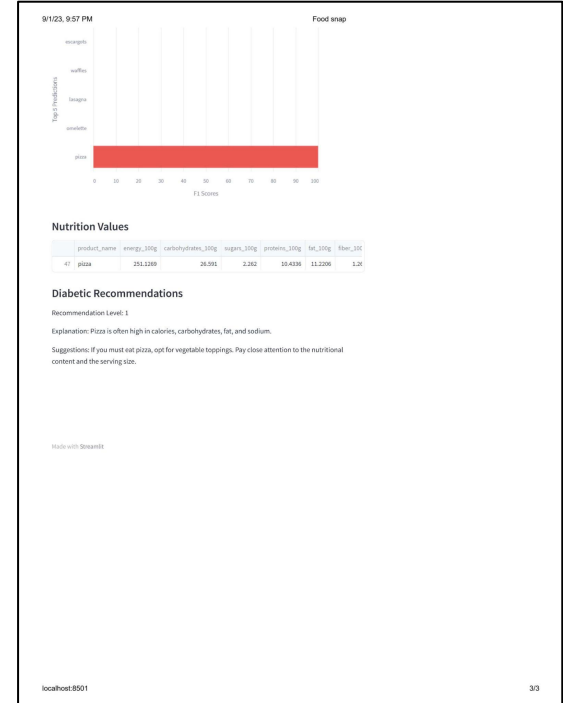 9/1/23, 9:57 PM Food snap
escargots
waffles
lasagna
omelette
pizza
Top 5 Predictions
0 10 20 30 40 50 60 70 80 90 100
F1 Scores
Nutrition Values
product_name energy_100g carbohydrates_100g sugars_100g proteins_100g fat_100g fiber_100
47 pizza 251.1269 26.591 2.262 10.4336 11.2206 1.26
Diabetic Recommendations
Recommendation Level: 1
Explanation: Pizza is often high in calories, carbohydrates, fat, and sodium.
Suggestions: If you must eat pizza, opt for vegetable toppings. Pay close attention to the nutritional
content and the serving size.
Made with Streamlit
localhost:8501 3/3